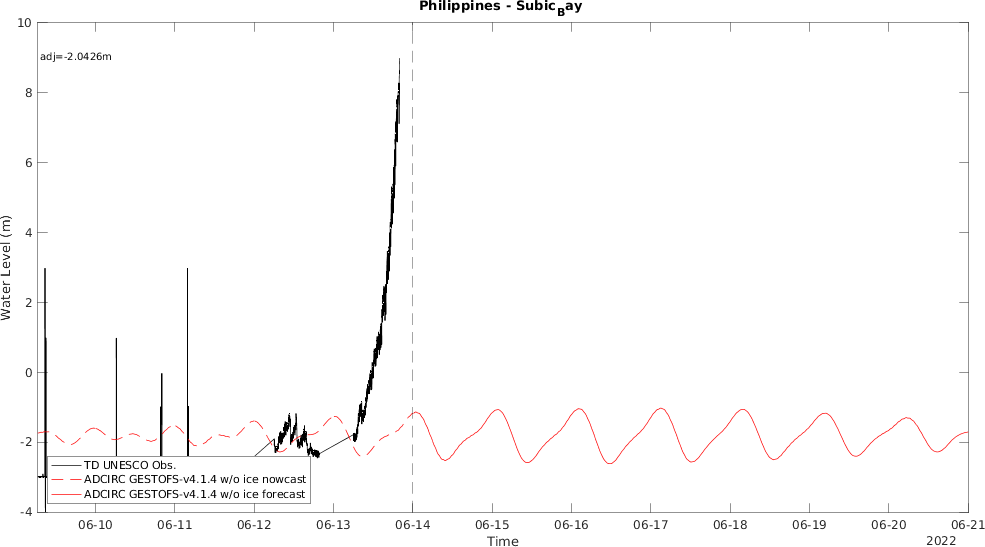 Philippines - Subic_Bay
adj=-2.0426m
10
8
6
4
2
0
-2
-4
Water Level (m)
TD UNESCO Obs.
ADCIRC GESTOFS-v4.1.4 w/o ice nowcast
ADCIRC GESTOFS-v4.1.4 w/o ice forecast
06-10 06-11 06-12 06-13 06-14 06-15 06-16 06-17 06-18 06-19 06-20 06-21
Time
2022